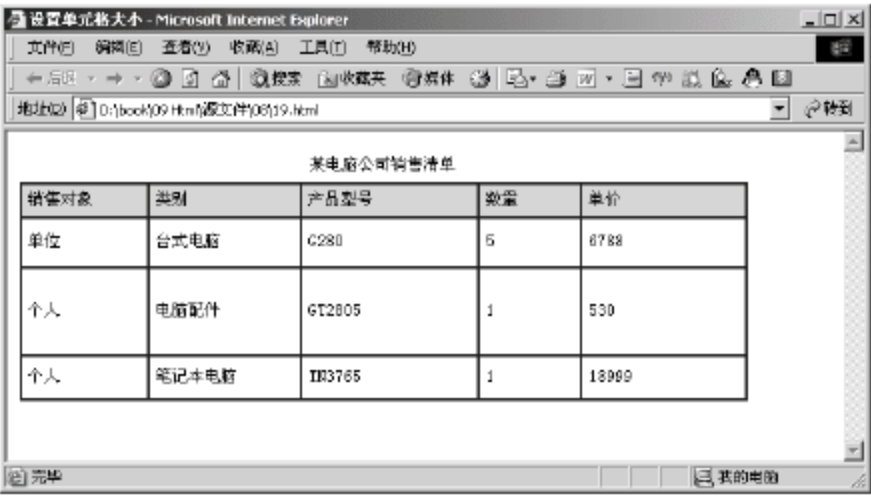 设置单元格大小 - Microsoft Internet Explorer
文件(F) 编辑(E) 查看(V) 收藏(A) 工具(T) 帮助(H)
后退 搜索 收藏夹 媒体
地址(D) D:\book\09 Html\源文件\08\19.html 转到
某电脑公司销售清单
销售对象 类别 产品型号 数量 单价
单位 台式电脑 G280 5 6788
个人 电脑配件 GT2805 1 530
个人 笔记本电脑 1 18999
完毕 我的电脑